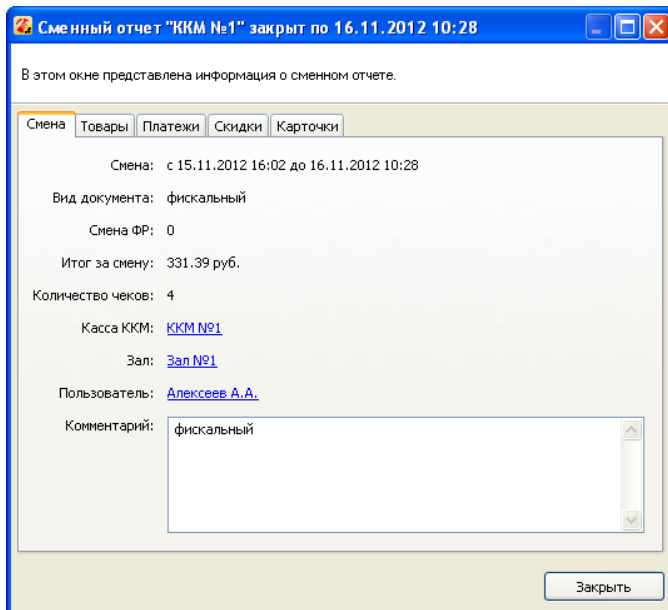 Сменный отчет "ККМ №1" закрыт по 16.11.2012 10:28
В этом окне представлена информация о сменном отчете.
Смена Товары Платежи Скидки Карточки
Смена: с 15.11.2012 16:02 до 16.11.2012 10:28
Вид документа: фискальный
Смена ФР: 0
Итог за смену: 331.39 руб.
Количество чеков: 4
Касса ККМ: ККМ №1
Зал: Зал №1
Пользователь: Алексеев А.А.
Комментарий: фискальный
Закрыть